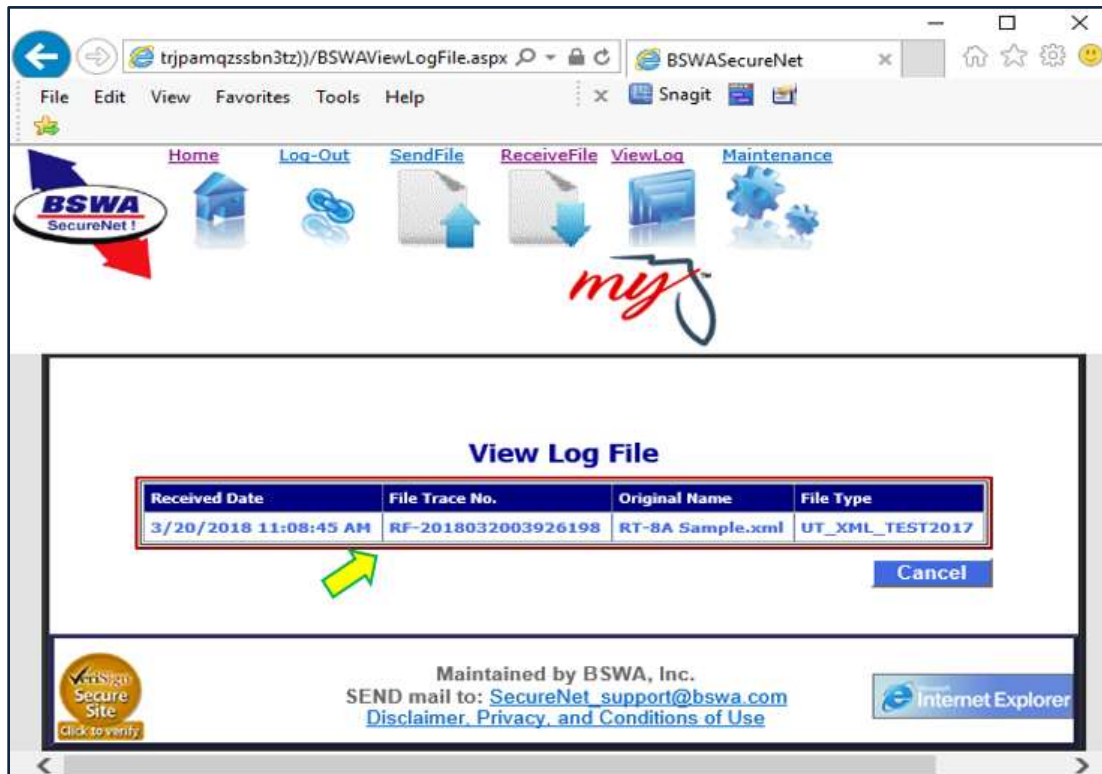 trjpamqzssbn3tz))/BSWAViewLogFile.aspx
BSWASecureNet
File Edit View Favorites Tools Help
Snagit
Home Log-Out SendFile ReceiveFile ViewLog Maintenance
BSWA
SecureNet !
my
TM
View Log File
Received Date File Trace No. Original Name File Type
3/20/2018 11:08:45 AM RF-2018032003926198 RT-8A Sample.xml UT_XML_TEST2017
Cancel
VeriSign
Secure
Site
Click to verify
Maintained by BSWA, Inc.
SEND mail to: SecureNet_support@bswa.com
Disclaimer, Privacy, and Conditions of Use
Microsoft
Internet Explorer